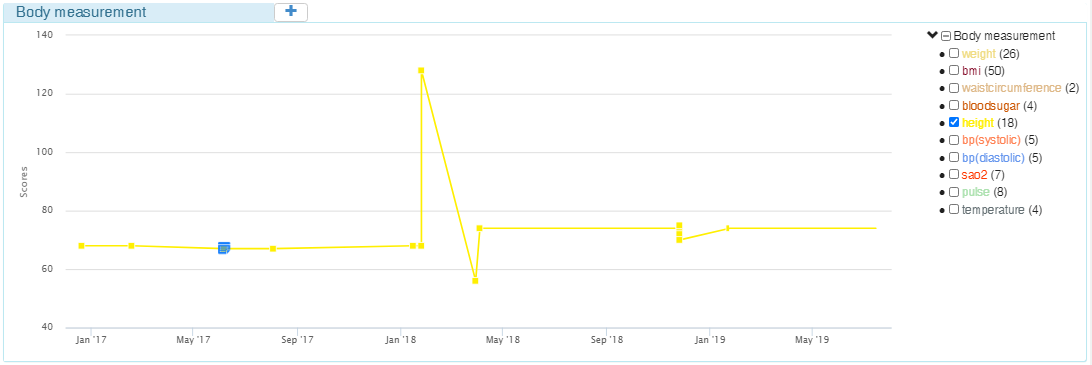 Body measurement
+
140
120
100
80
60
40
Scores
Jan '17
May '17
Sep '17
Jan '18
May '18
Sep '18
Jan '19
May '19
Body measurement
weight (26)
bmi (50)
waistcircumference (2)
bloodsugar (4)
height (18)
bp(systolic) (5)
bp(diastolic) (5)
sao2 (7)
pulse (8)
temperature (4)